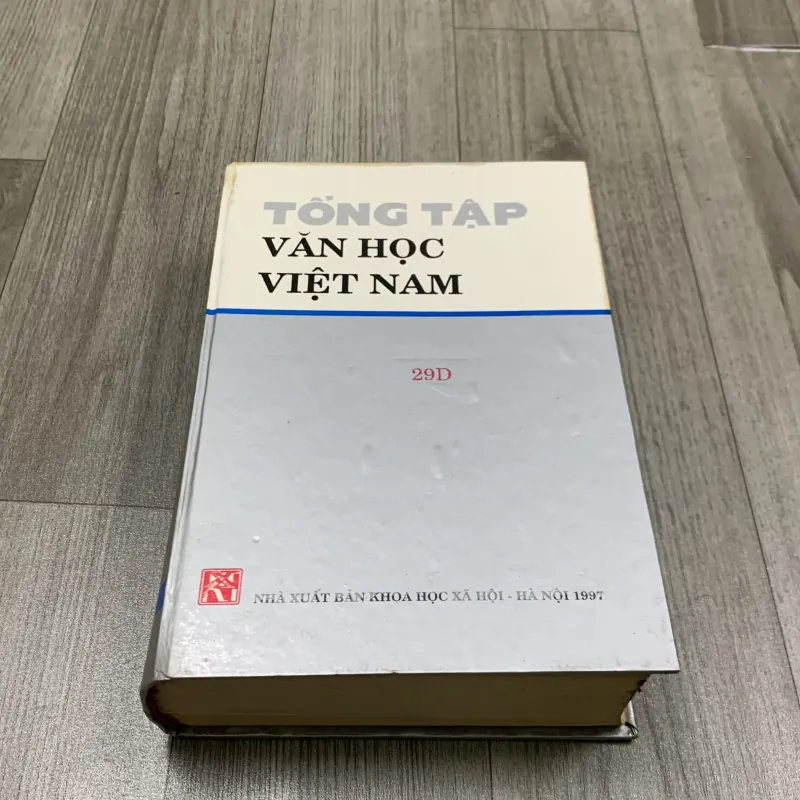 TỔNG TẬP
VĂN HỌC
VIỆT NAM
29D
NHÀ XUẤT BẢN KHOA HỌC XÃ HỘI - HÀ NỘI 1997